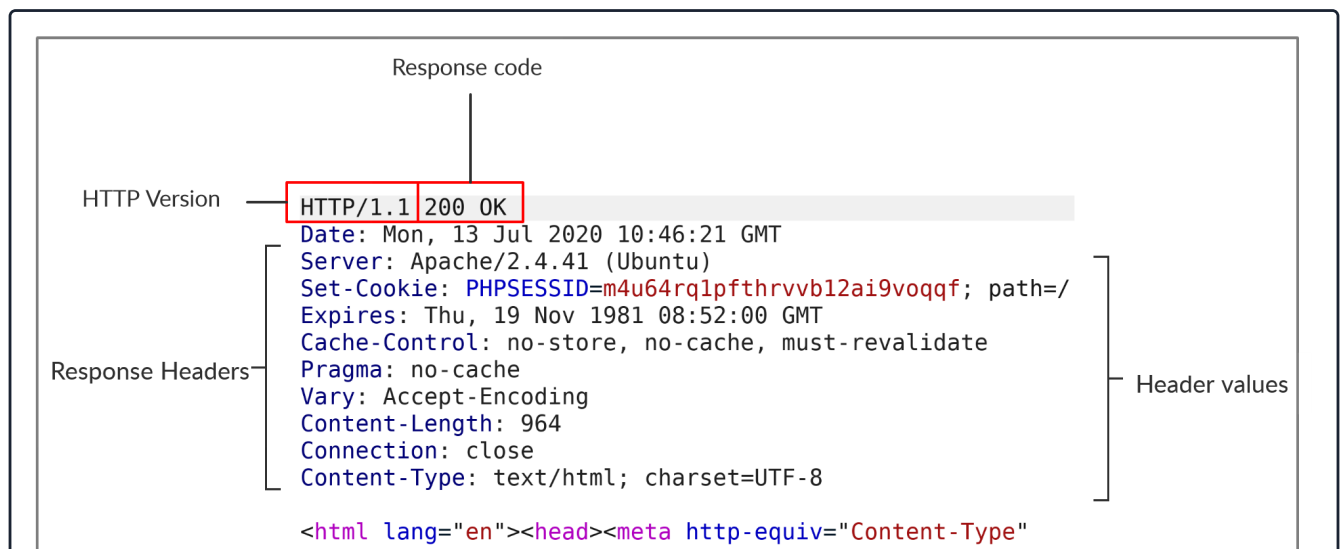 Response code
HTTP Version
HTTP/1.1 200 OK
Date: Mon, 13 Jul 2020 10:46:21 GMT
Server: Apache/2.4.41 (Ubuntu)
Set-Cookie: PHPSESSID=m4u64rq1pfthrvvb12ai9voqqf; path=/
Expires: Thu, 19 Nov 1981 08:52:00 GMT
Cache-Control: no-store, no-cache, must-revalidate
Response Headers
Pragma: no-cache
Header values
Vary: Accept-Encoding
Content-Length: 964
Connection: close
Content-Type: text/html; charset=UTF-8
<html lang="en"><head><meta http-equiv="Content-Type"